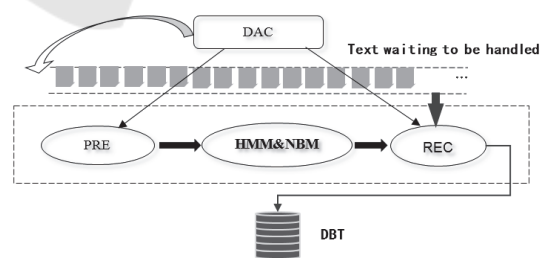 DAC
Text waiting to be handled
...
PRE
HMM&NBM
REC
DBT